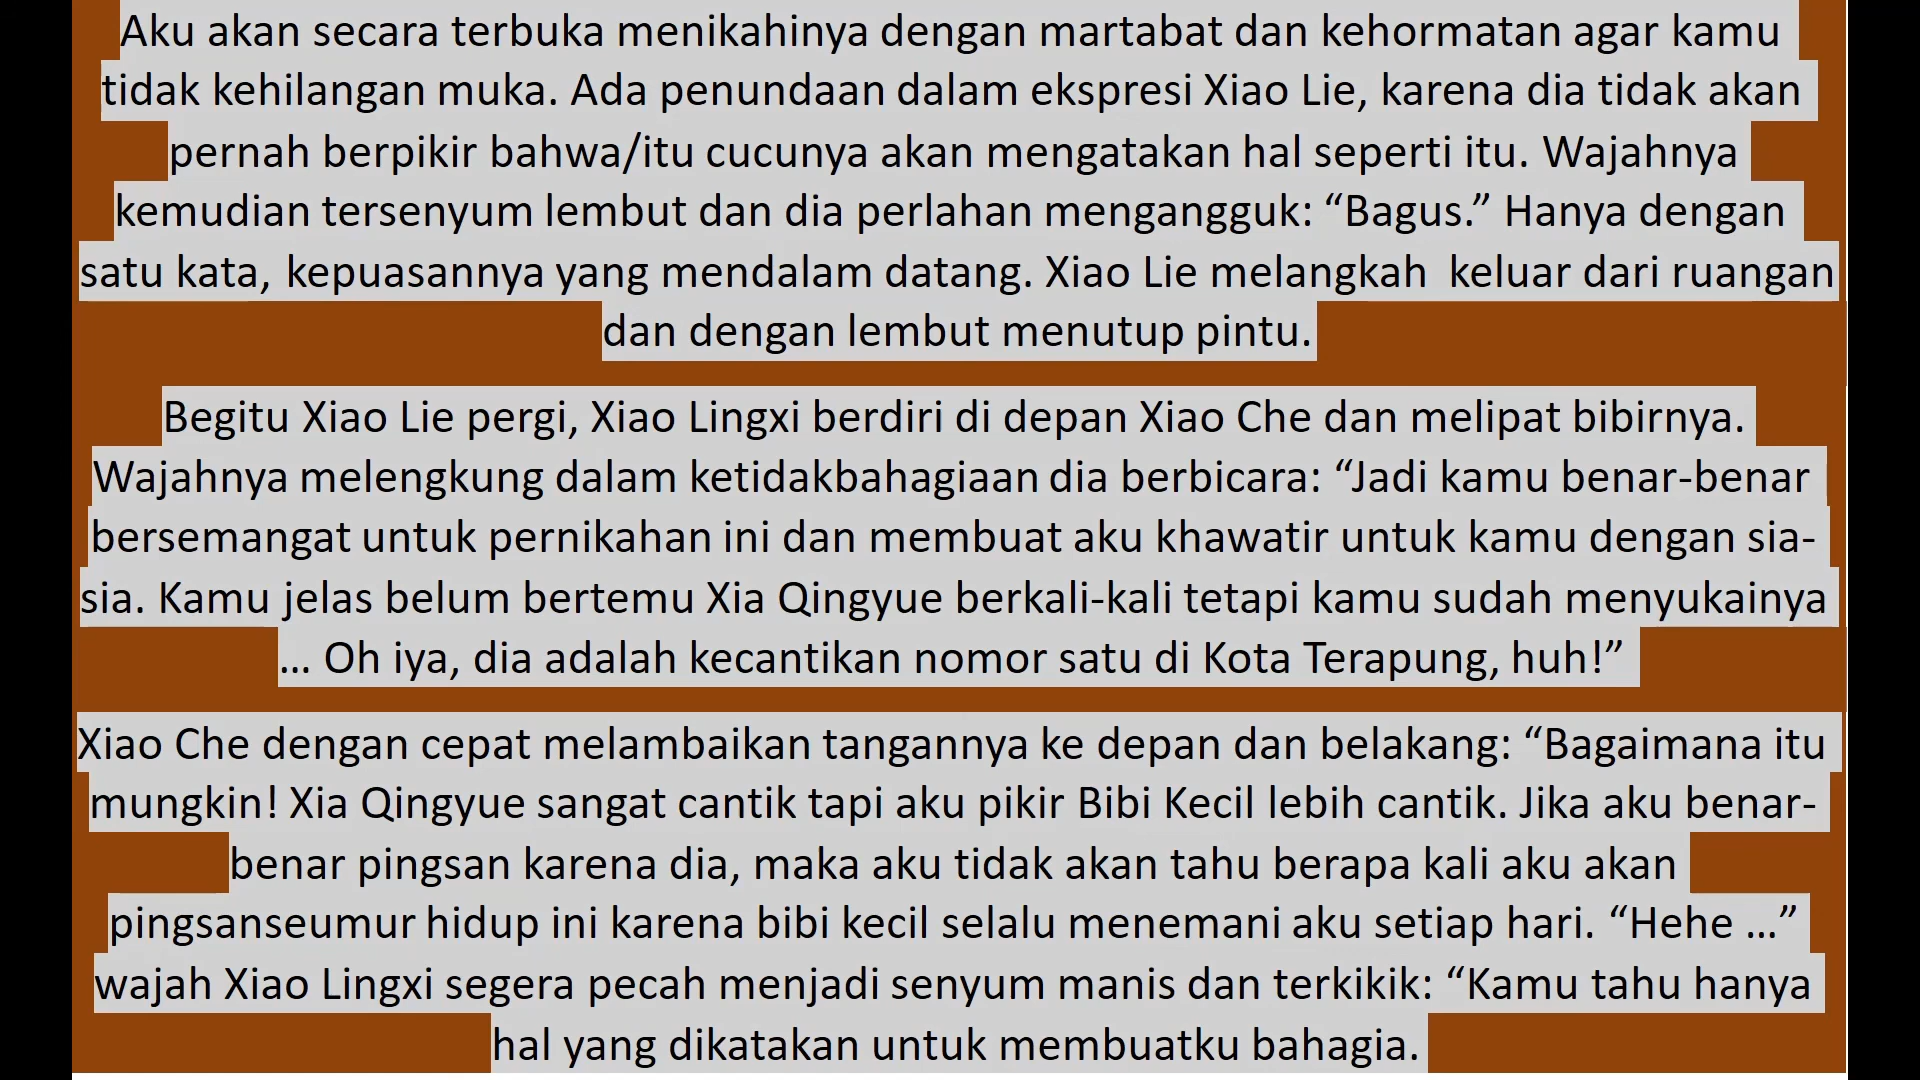 Aku akan secara terbuka menikahinya dengan martabat dan kehormatan agar kamu
tidak kehilangan muka. Ada penundaan dalam ekspresi Xiao Lie, karena dia tidak akan
pernah berpikir bahwa/itu cucunya akan mengatakan hal seperti itu. Wajahnya
kemudian tersenyum lembut dan dia perlahan mengangguk: “Bagus.” Hanya dengan
satu kata, kepuasannya yang mendalam datang. Xiao Lie melangkah  keluar dari ruangan
dan dengan lembut menutup pintu.
Begitu Xiao Lie pergi, Xiao Lingxi berdiri di depan Xiao Che dan melipat bibirnya.
Wajahnya melengkung dalam ketidakbahagiaan dia berbicara: “Jadi kamu benar-benar
bersemangat untuk pernikahan ini dan membuat aku khawatir untuk kamu dengan sia-
sia. Kamu jelas belum bertemu Xia Qingyue berkali-kali tetapi kamu sudah menyukainya
... Oh iya, dia adalah kecantikan nomor satu di Kota Terapung, huh!”
Xiao Che dengan cepat melambaikan tangannya ke depan dan belakang: “Bagaimana itu
mungkin! Xia Qingyue sangat cantik tapi aku pikir Bibi Kecil lebih cantik. Jika aku benar-
benar pingsan karena dia, maka aku tidak akan tahu berapa kali aku akan
pingsanseumur hidup ini karena bibi kecil selalu menemani aku setiap hari. “Hehe ...”
wajah Xiao Lingxi segera pecah menjadi senyum manis dan terkikik: “Kamu tahu hanya
hal yang dikatakan untuk membuatku bahagia.